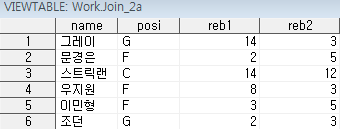 VIEWTABLE: Work.Join_2a
name posi reb1 reb2
1 그레이 G 14 3
2 문경은 F 2 5
3 스트릭랜 C 14 12
4 우지원 F 8 3
5 이민형 F 3 5
6 조던 G 2 3